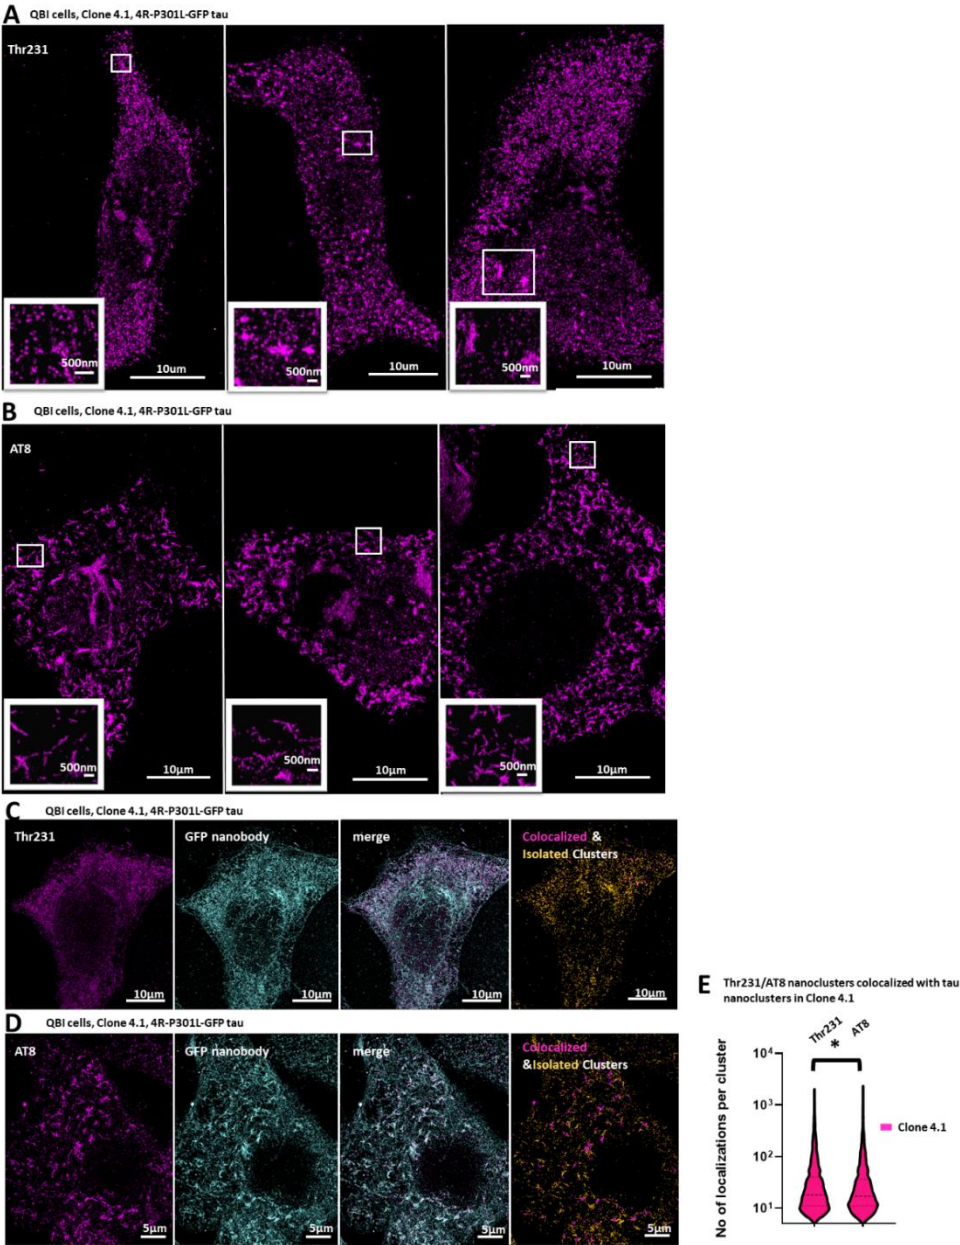 A QBI cells, Clone 4.1, 4R-P301L-GFP tau
Thr231
500nm
10um
500nm
10um
500nm
10um
B QBI cells, Clone 4.1, 4R-P301L-GFP tau
AT8
500nm
10µm
500nm
10µm
500nm
10µm
C QBI cells, Clone 4.1, 4R-P301L-GFP tau
Thr231
GFP nanobody
merge
Colocalized &
Isolated Clusters
10µm
10µm
10µm
10µm
D QBI cells, Clone 4.1, 4R-P301L-GFP tau
AT8
GFP nanobody
merge
Colocalized
&Isolated Clusters
5µm
5µm
5µm
5µm
E Thr231/AT8 nanoclusters colocalized with tau
nanoclusters in Clone 4.1
Thr231
AT8
*
No of localizations per cluster
10⁴
10³
10²
10¹
Clone 4.1